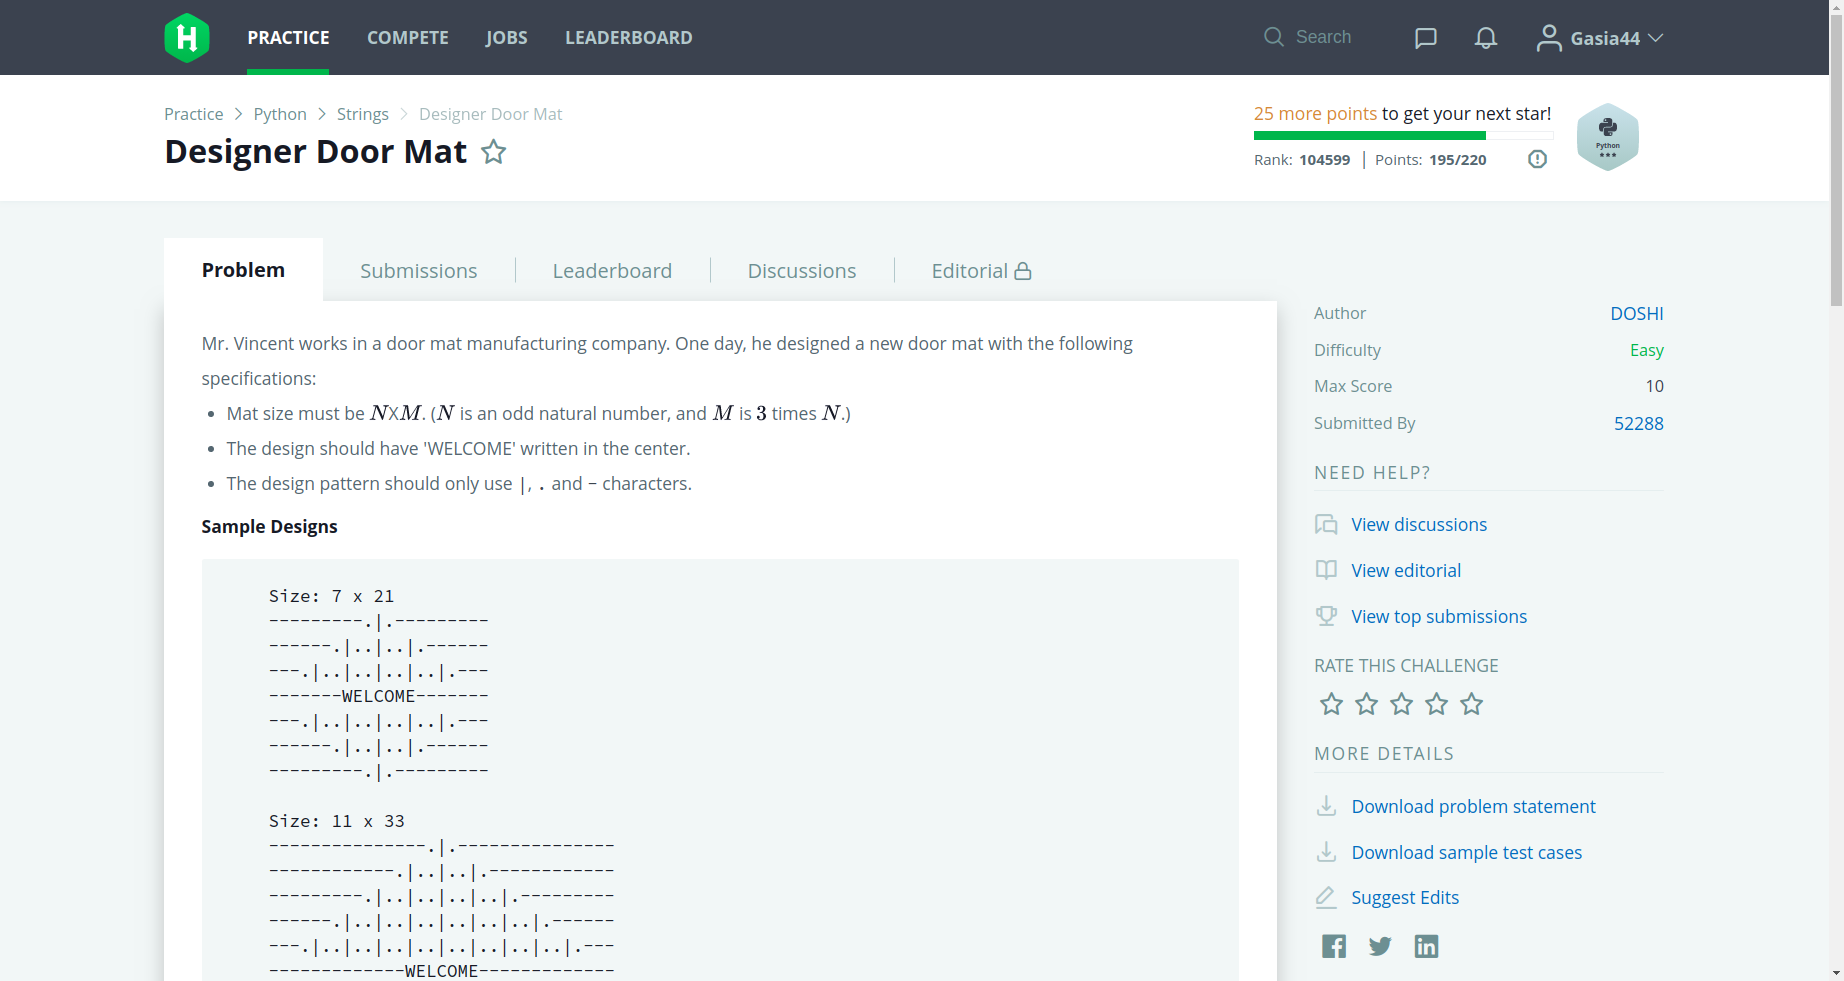 PRACTICE COMPETE JOBS LEADERBOARD Search Gasia44
Practice > Python > Strings > Designer Door Mat
Designer Door Mat
25 more points to get your next star!
Rank: 104599 | Points: 195/220
Python
Problem Submissions Leaderboard Discussions Editorial
Mr. Vincent works in a door mat manufacturing company. One day, he designed a new door mat with the following
specifications:
• Mat size must be NXM. (N is an odd natural number, and M is 3 times N.)
• The design should have 'WELCOME' written in the center.
• The design pattern should only use |, . and - characters.
Sample Designs
Size: 7 x 21
---------.|.---------
------.|..|..|.------
---.|..|..|..|..|.---
-------WELCOME-------
---.|..|..|..|..|.---
------.|..|..|.------
---------.|.---------
Size: 11 x 33
---------------.|.---------------
------------.|..|..|.------------
---------.|..|..|..|..|.---------
------.|..|..|..|..|..|..|.------
---.|..|..|..|..|..|..|..|..|.---
-------------WELCOME-------------
Author DOSHI
Difficulty Easy
Max Score 10
Submitted By 52288
NEED HELP?
View discussions
View editorial
View top submissions
RATE THIS CHALLENGE
MORE DETAILS
Download problem statement
Download sample test cases
Suggest Edits